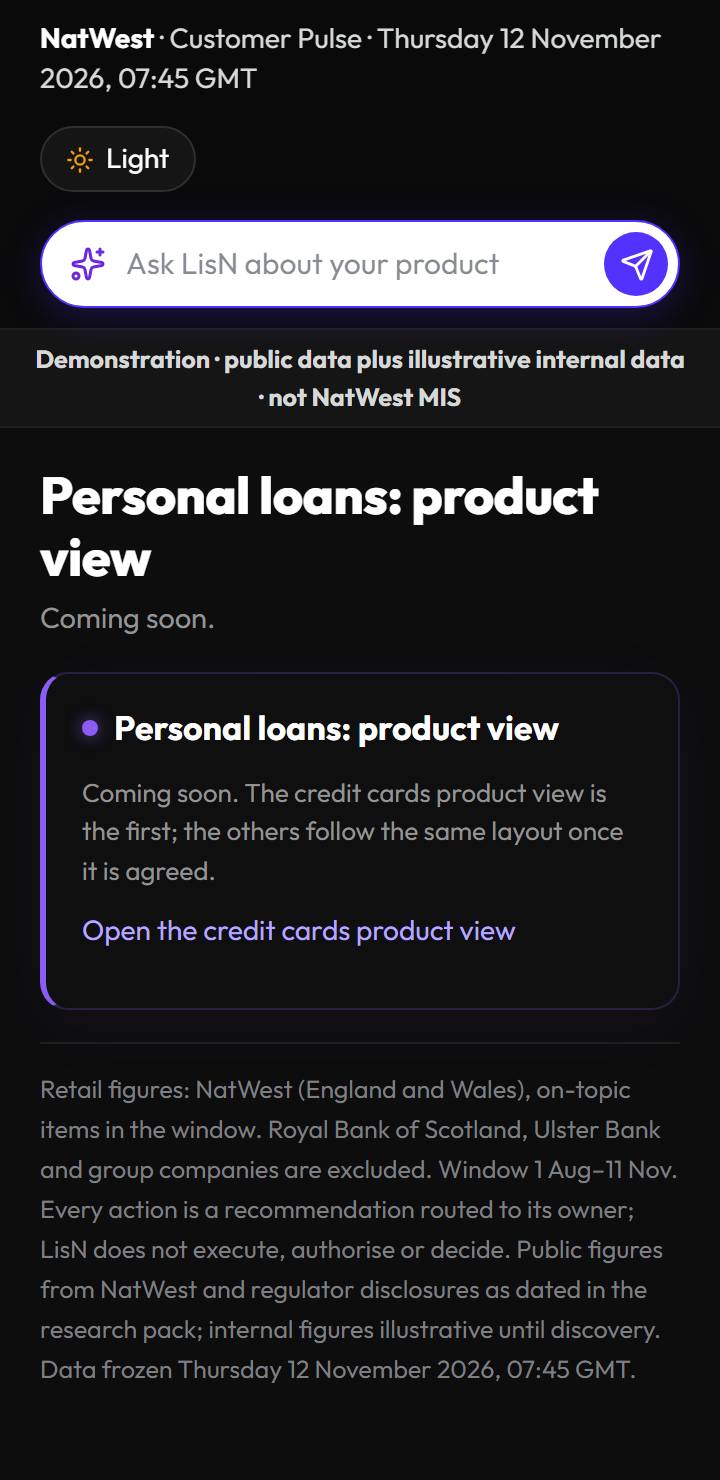 NatWest · Customer Pulse · Thursday 12 November
2026, 07:45 GMT
Light
Ask LisN about your product
Demonstration · public data plus illustrative internal data
· not NatWest MIS
Personal loans: product
view
Coming soon.
Personal loans: product view
Coming soon. The credit cards product view is
the first; the others follow the same layout once
it is agreed.
Open the credit cards product view
Retail figures: NatWest (England and Wales), on-topic
items in the window. Royal Bank of Scotland, Ulster Bank
and group companies are excluded. Window 1 Aug–11 Nov.
Every action is a recommendation routed to its owner;
LisN does not execute, authorise or decide. Public figures
from NatWest and regulator disclosures as dated in the
research pack; internal figures illustrative until discovery.
Data frozen Thursday 12 November 2026, 07:45 GMT.